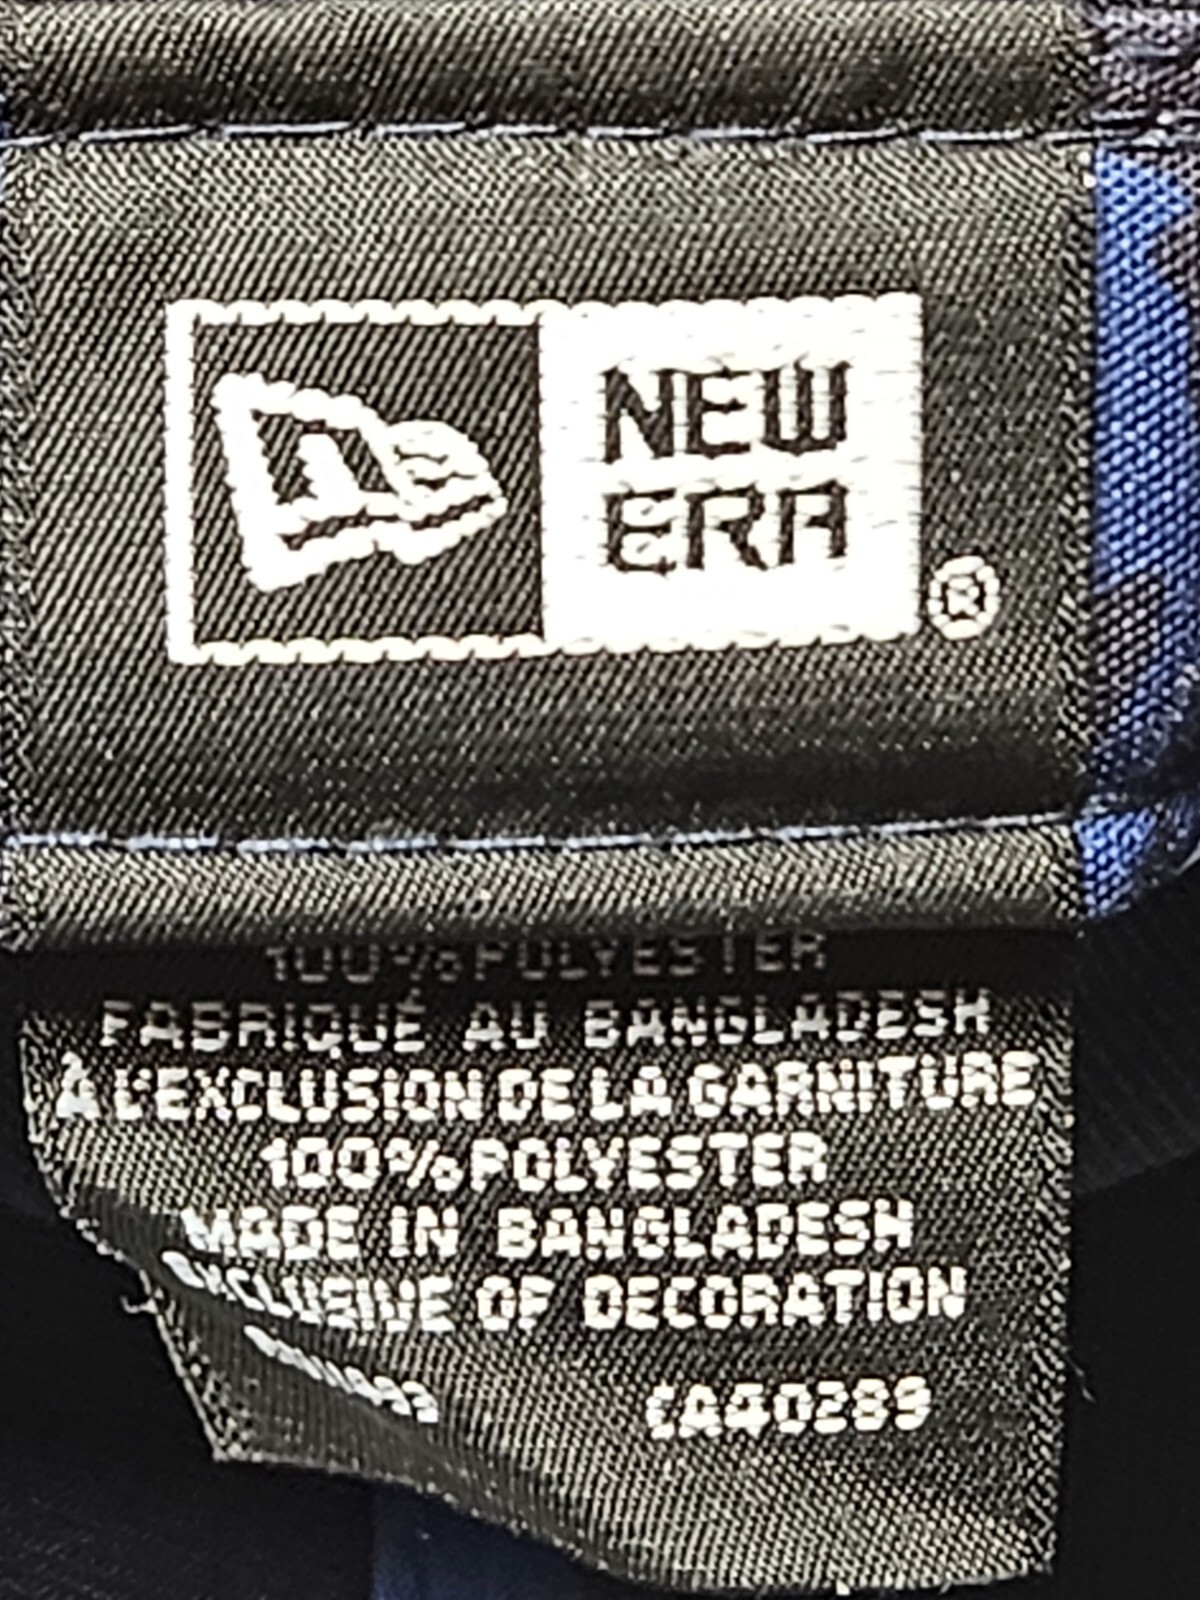 NEW
ERA
®
100% POLYESTER
FABRIQUÉ AU BANGLADESH
À L'EXCLUSION DE LA GARNITURE
100% POLYESTER
MADE IN BANGLADESH
EXCLUSIVE OF DECORATION
CA40289